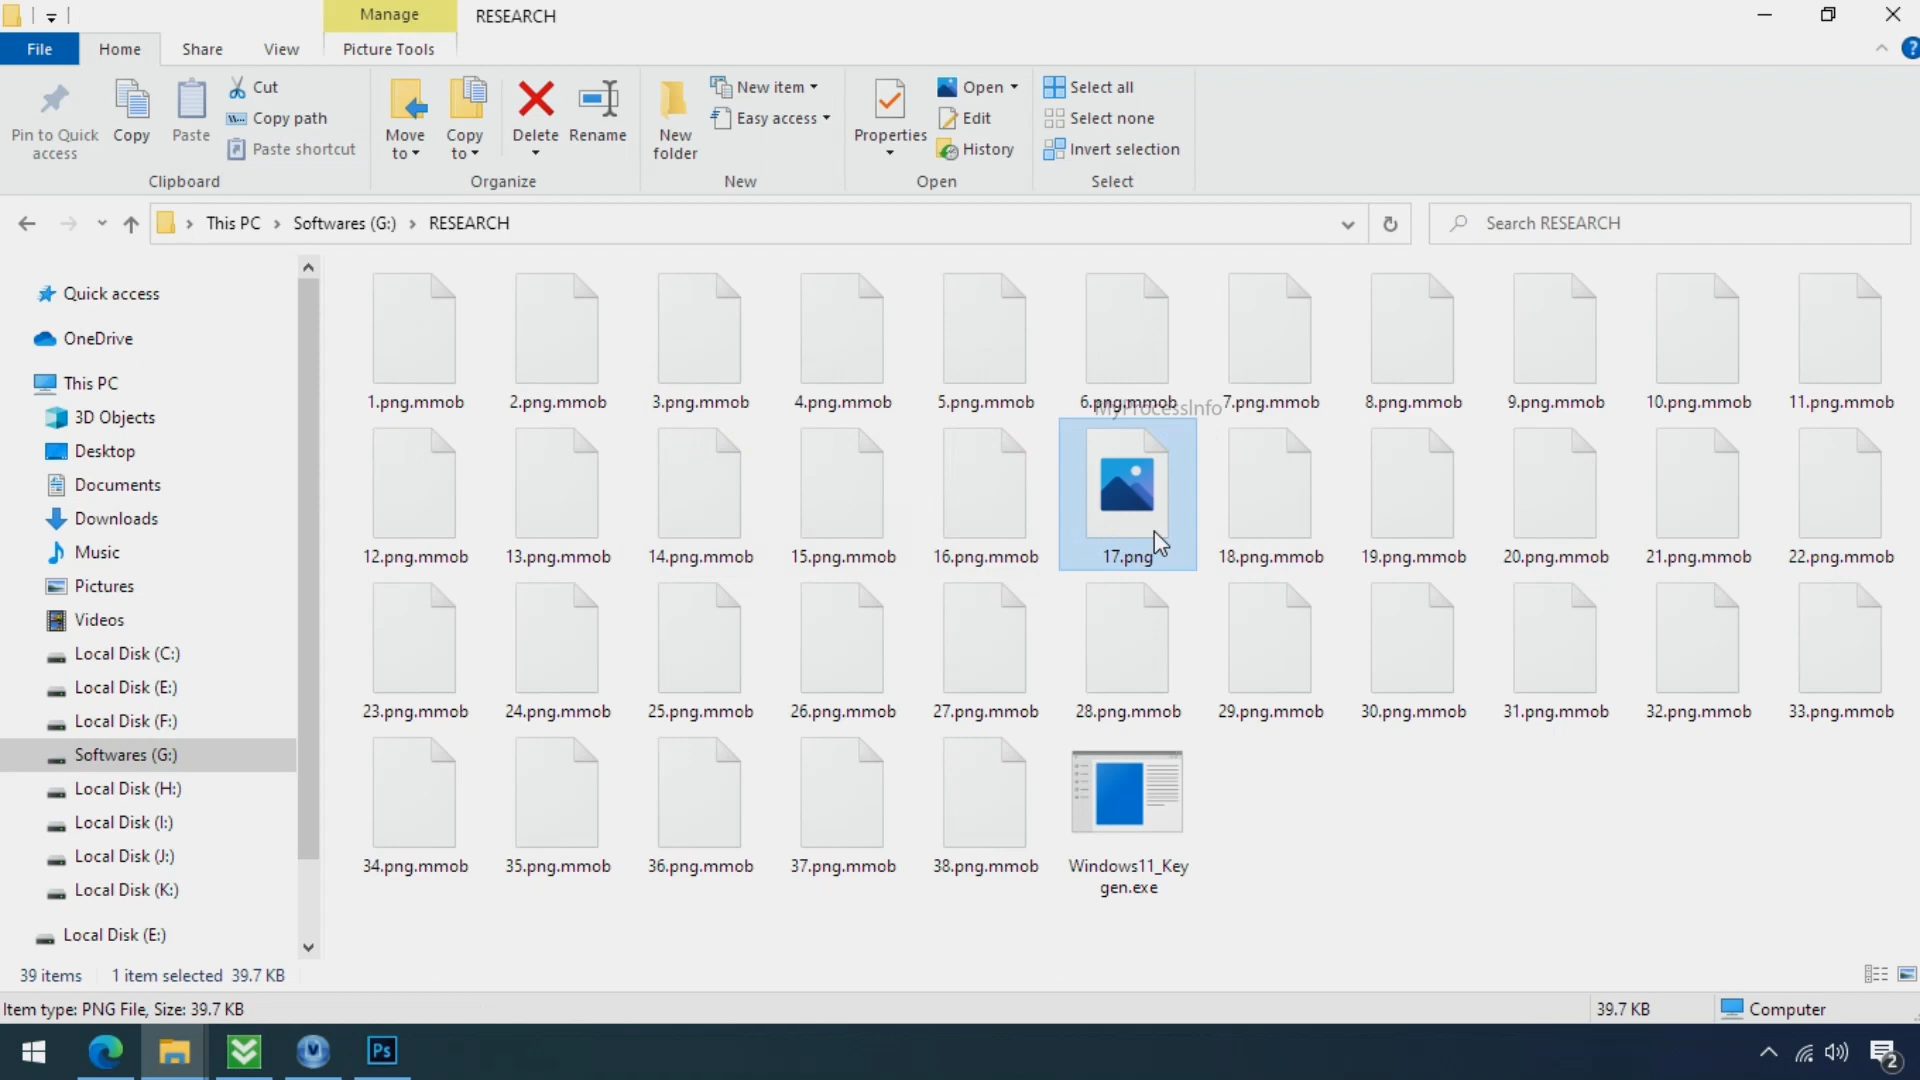 Manage
RESEARCH
File
Home
Share
View
Picture Tools
?
Pin to Quick
access
Copy
Paste
Cut
Copy path
Paste shortcut
Clipboard
Move
to
Copy
to
Delete
Rename
Organize
New
folder
New item
Easy access
New
Properties
Open
Edit
History
Open
Select all
Select none
Invert selection
Select
This PC > Softwares (G:) > RESEARCH
Search RESEARCH
Quick access
OneDrive
This PC
3D Objects
Desktop
Documents
Downloads
Music
Pictures
Videos
Local Disk (C:)
Local Disk (E:)
Local Disk (F:)
Softwares (G:)
Local Disk (H:)
Local Disk (I:)
Local Disk (J:)
Local Disk (K:)
Local Disk (E:)
1.png.mmob 2.png.mmob 3.png.mmob 4.png.mmob 5.png.mmob 6.png.mmob 7.png.mmob 8.png.mmob 9.png.mmob 10.png.mmob 11.png.mmob
MyProcessInfo
12.png.mmob 13.png.mmob 14.png.mmob 15.png.mmob 16.png.mmob 17.png 18.png.mmob 19.png.mmob 20.png.mmob 21.png.mmob 22.png.mmob
23.png.mmob 24.png.mmob 25.png.mmob 26.png.mmob 27.png.mmob 28.png.mmob 29.png.mmob 30.png.mmob 31.png.mmob 32.png.mmob 33.png.mmob
34.png.mmob 35.png.mmob 36.png.mmob 37.png.mmob 38.png.mmob Windows11_Key
gen.exe
39 items 1 item selected 39.7 KB
Item type: PNG File, Size: 39.7 KB
39.7 KB
Computer
Ps
2